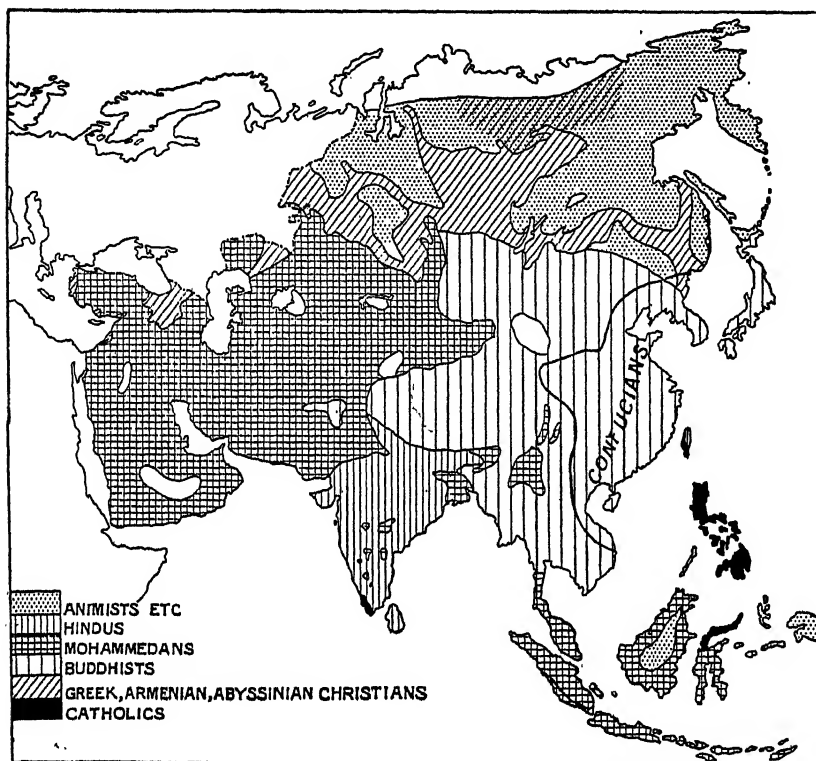 CONFUCIANS
ANIMISTS ETC
HINDUS
MOHAMMEDANS
BUDDHISTS
GREEK, ARMENIAN, ABYSSINIAN CHRISTIANS
CATHOLICS